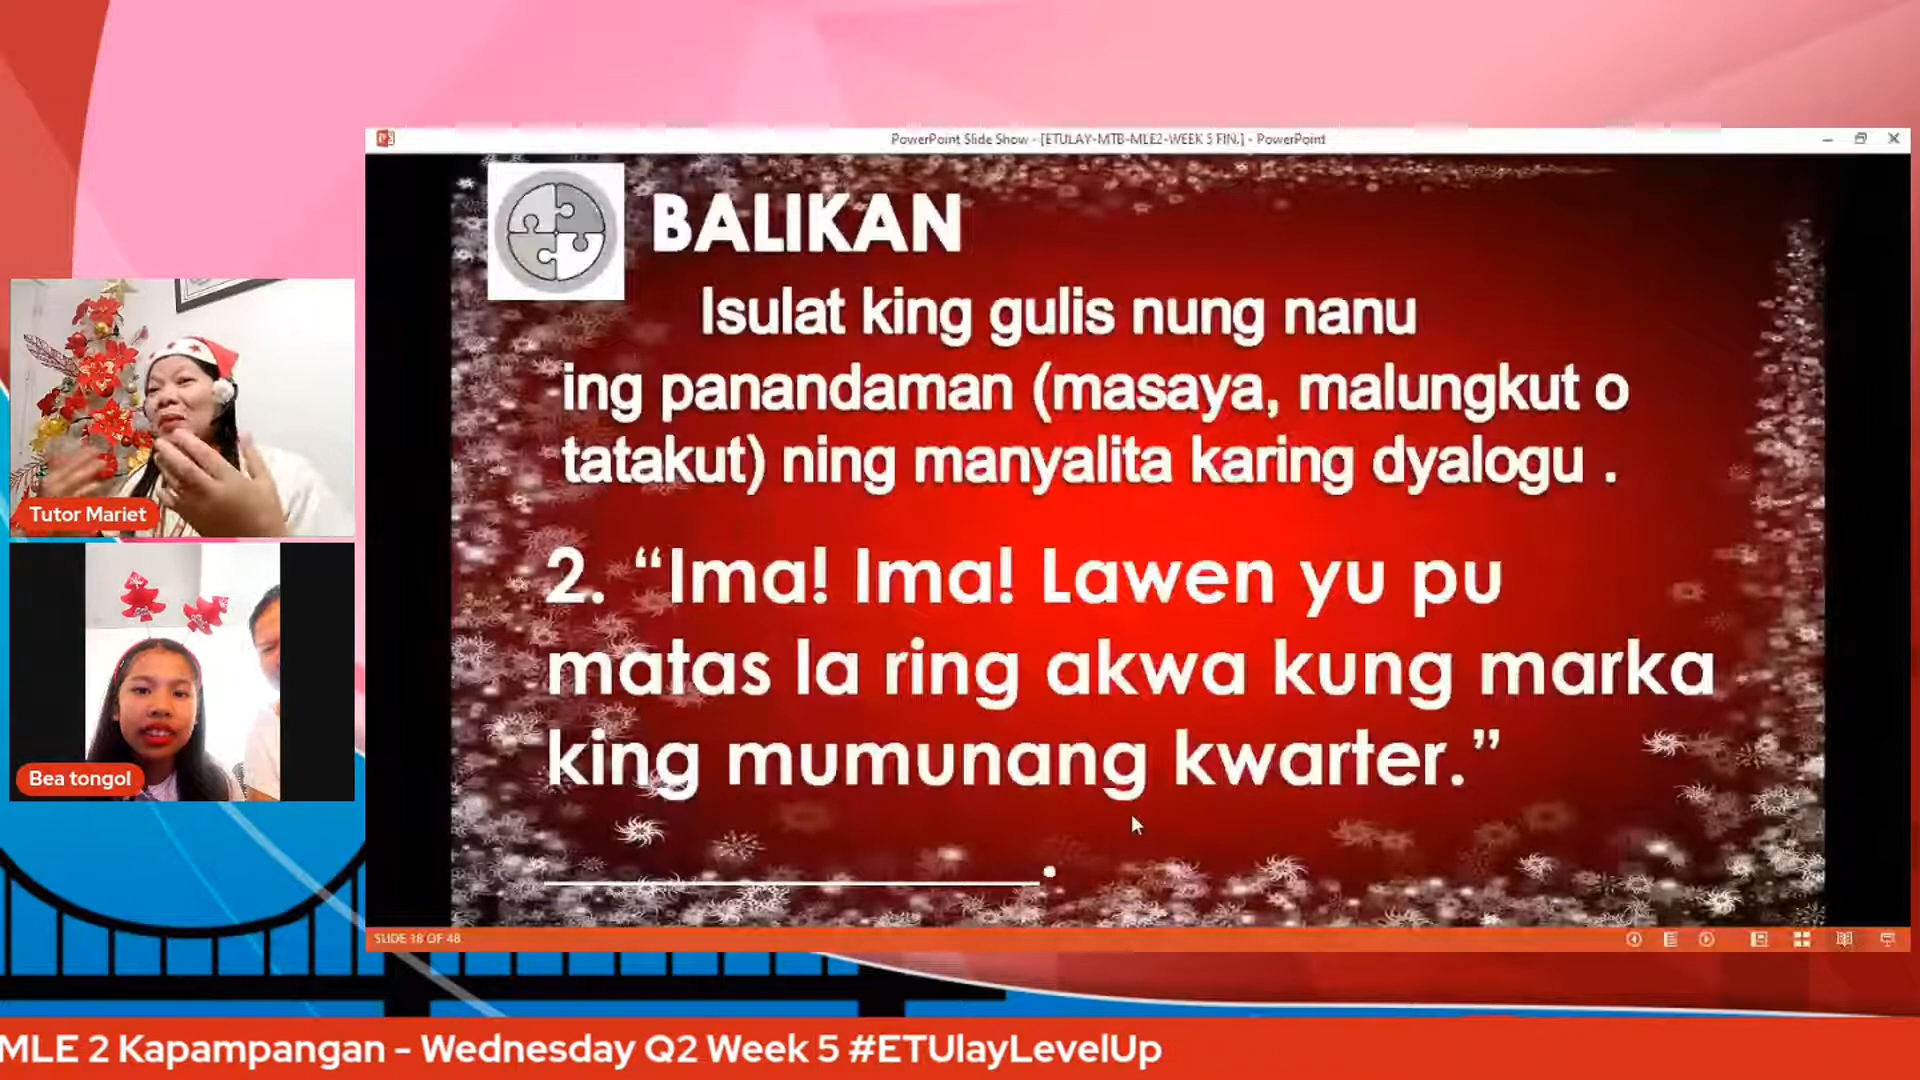 PowerPoint Slide Show - [ETULAY-MTB-MLE2-WEEK 5 FIN.] - PowerPoint
BALIKAN
Isulat king gulis nung nanu
ing panandaman (masaya, malungkut o
tatakut) ning manyalita karing dyalogu .
2. “Ima! Ima! Lawen yu pu
matas la ring akwa kung marka
king mumunang kwarter.”
.
Tutor Mariet
Bea tongol
SLIDE 18 OF 48
MLE 2 Kapampangan - Wednesday Q2 Week 5 #ETUlayLevelUp